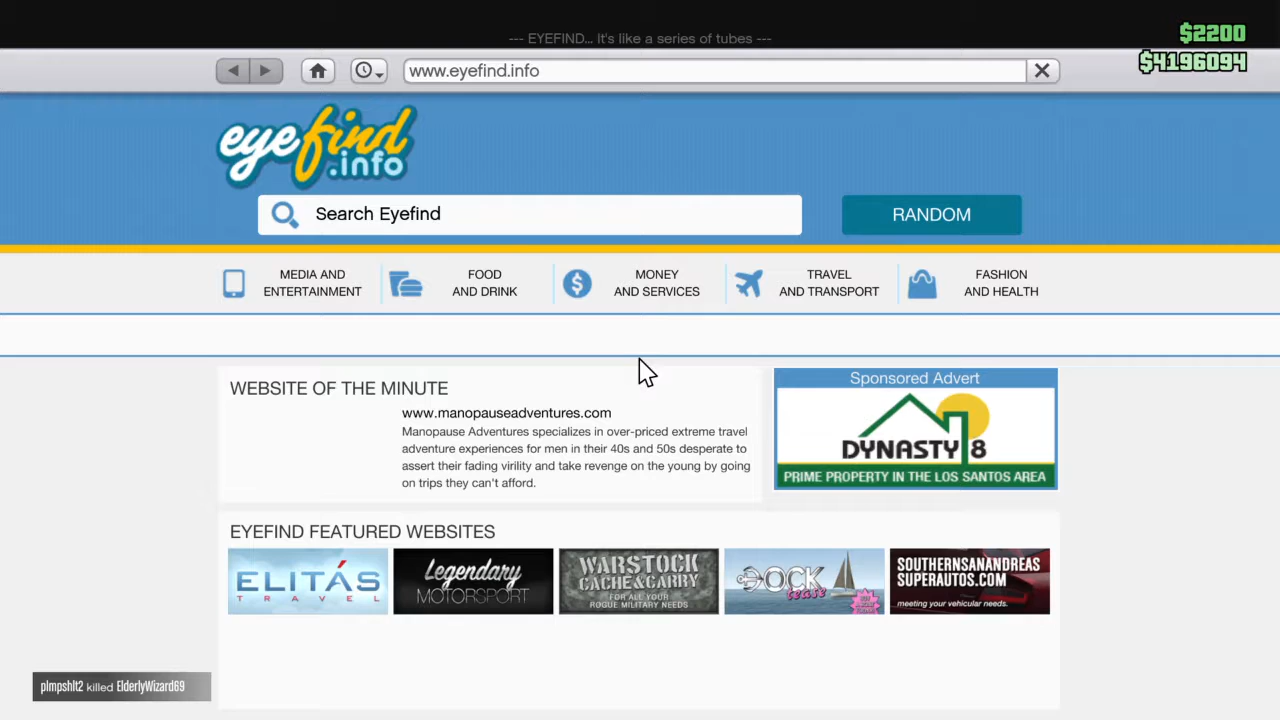 --- EYEFIND... It's like a series of tubes ---
$2200
$4196094
www.eyefind.info
eyefind
.info
Search Eyefind
RANDOM
MEDIA AND
ENTERTAINMENT
FOOD
AND DRINK
MONEY
AND SERVICES
TRAVEL
AND TRANSPORT
FASHION
AND HEALTH
WEBSITE OF THE MINUTE
www.manopauseadventures.com
Manopause Adventures specializes in over-priced extreme travel
adventure experiences for men in their 40s and 50s desperate to
assert their fading virility and take revenge on the young by going
on trips they can't afford.
Sponsored Advert
DYNASTY 8
PRIME PROPERTY IN THE LOS SANTOS AREA
EYEFIND FEATURED WEBSITES
ELITÁS
TRAVEL
Legendary
MOTORSPORT
WARSTOCK
CACHE & CARRY
FOR ALL YOUR
ROGUE MILITARY NEEDS
DOCK
tease
SOUTHERNSANANDREAS
SUPERAUTOS.COM
meeting your vehicular needs.
plmpshlt2 killed ElderlyWizard69